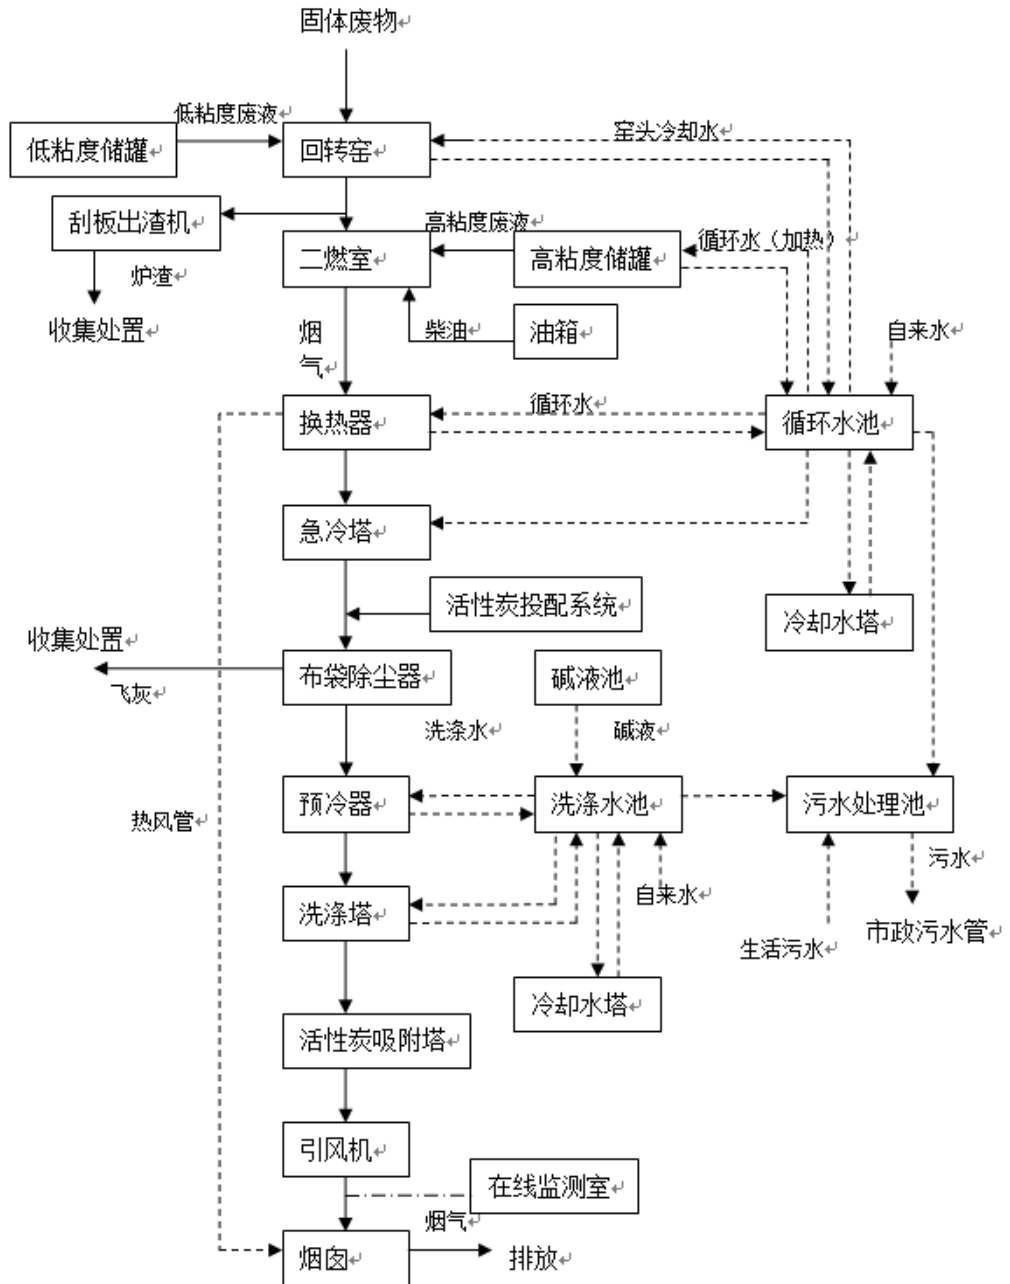 固体废物
低粘度废液
窑头冷却水
低粘度储罐
回转窑
刮板出渣机
高粘度废液
循环水（加热）
二燃室
高粘度储罐
炉渣
收集处置
烟
气
柴油
油箱
自来水
换热器
循环水
循环水池
急冷塔
活性炭投配系统
冷却水塔
收集处置
布袋除尘器
碱液池
飞灰
洗涤水
碱液
热风管
预冷器
洗涤水池
污水处理池
污水
洗涤塔
自来水
生活污水
市政污水管
冷却水塔
活性炭吸附塔
引风机
在线监测室
烟气
烟囱
排放